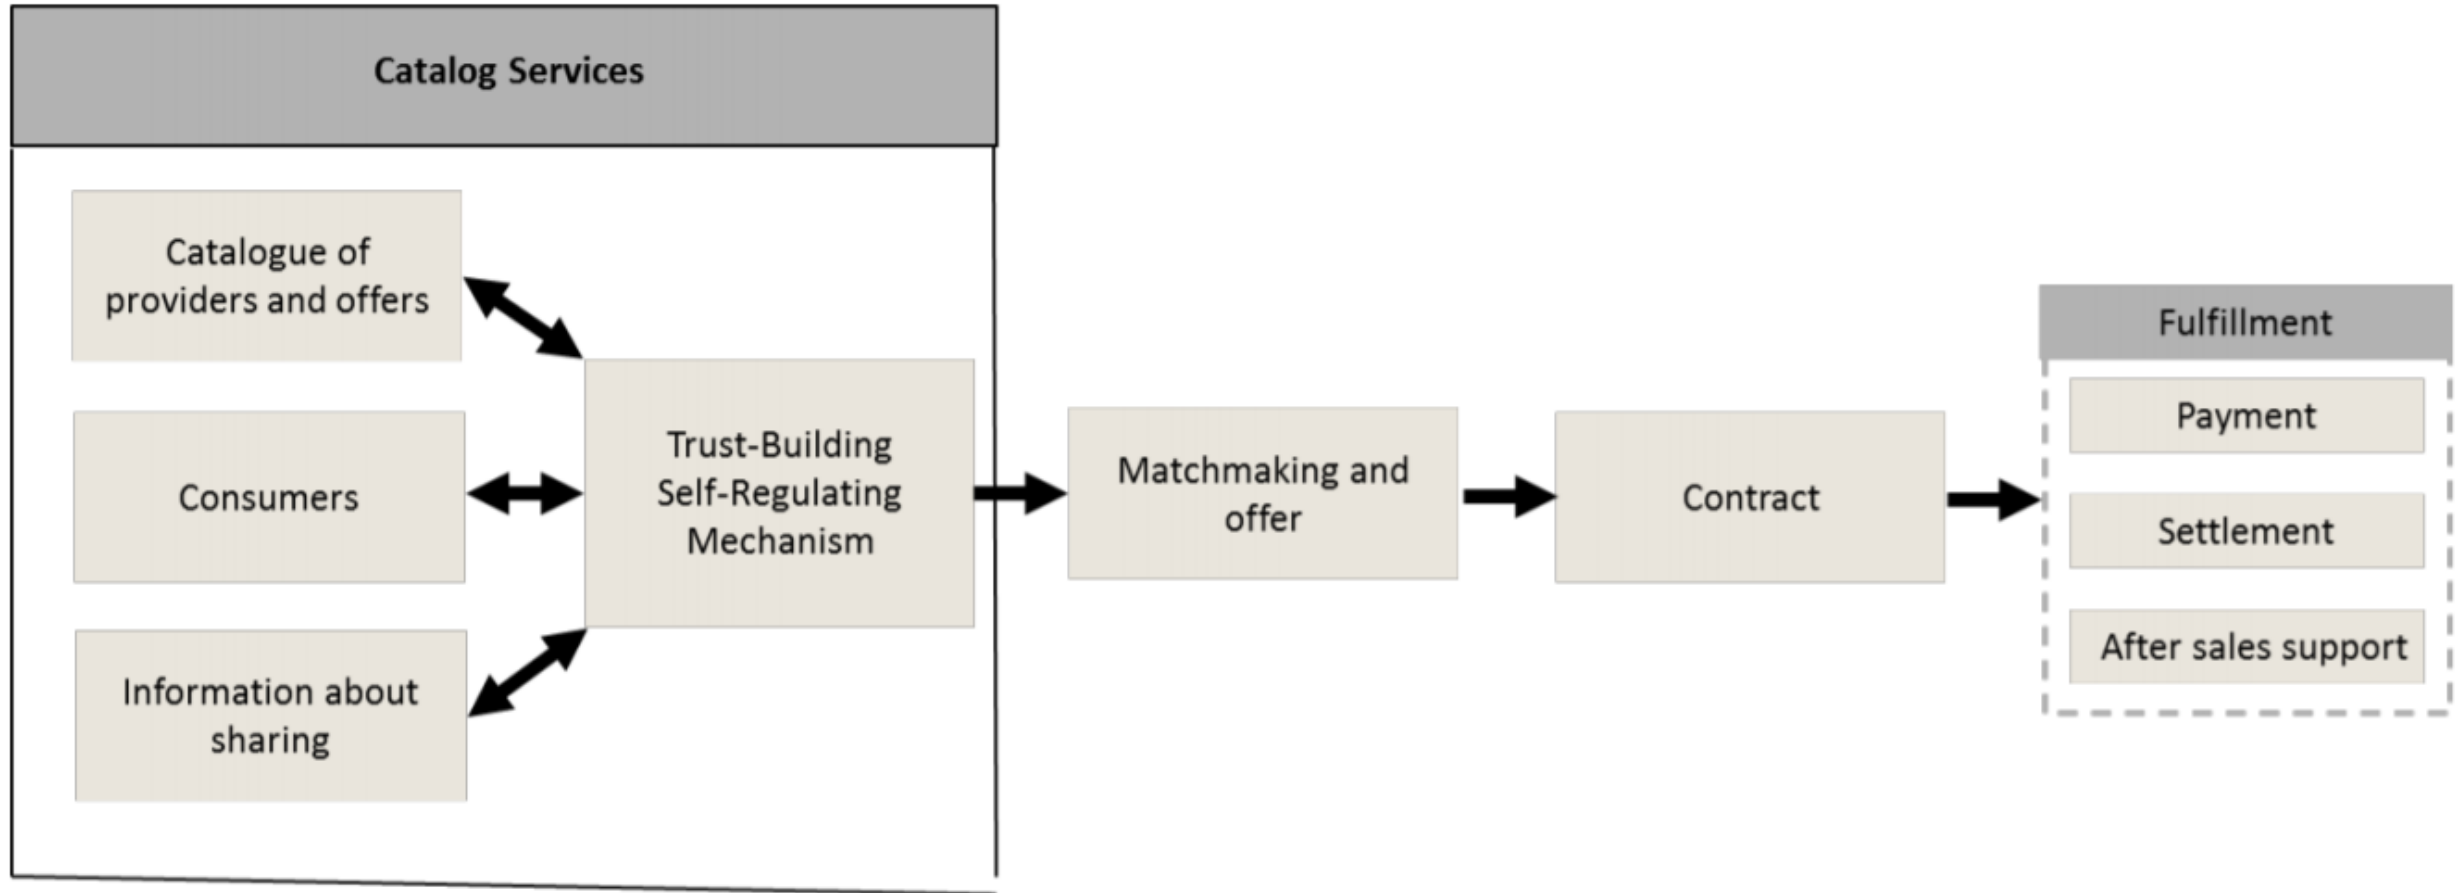 Catalog Services
Catalogue of
providers and offers
Consumers
Information about
sharing
Trust-Building
Self-Regulating
Mechanism
Matchmaking and
offer
Contract
Fulfillment
Payment
Settlement
After sales support